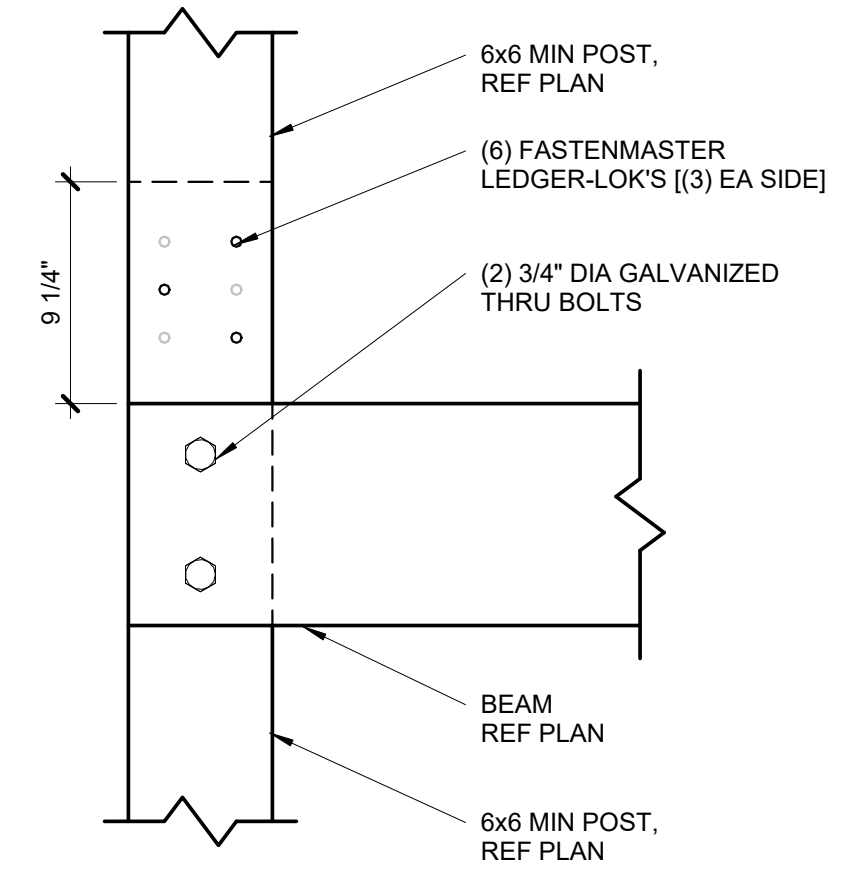 6x6 MIN POST,
REF PLAN
(6) FASTENMASTER
LEDGER-LOK'S [(3) EA SIDE]
(2) 3/4" DIA GALVANIZED
THRU BOLTS
9 1/4"
BEAM
REF PLAN
6x6 MIN POST,
REF PLAN